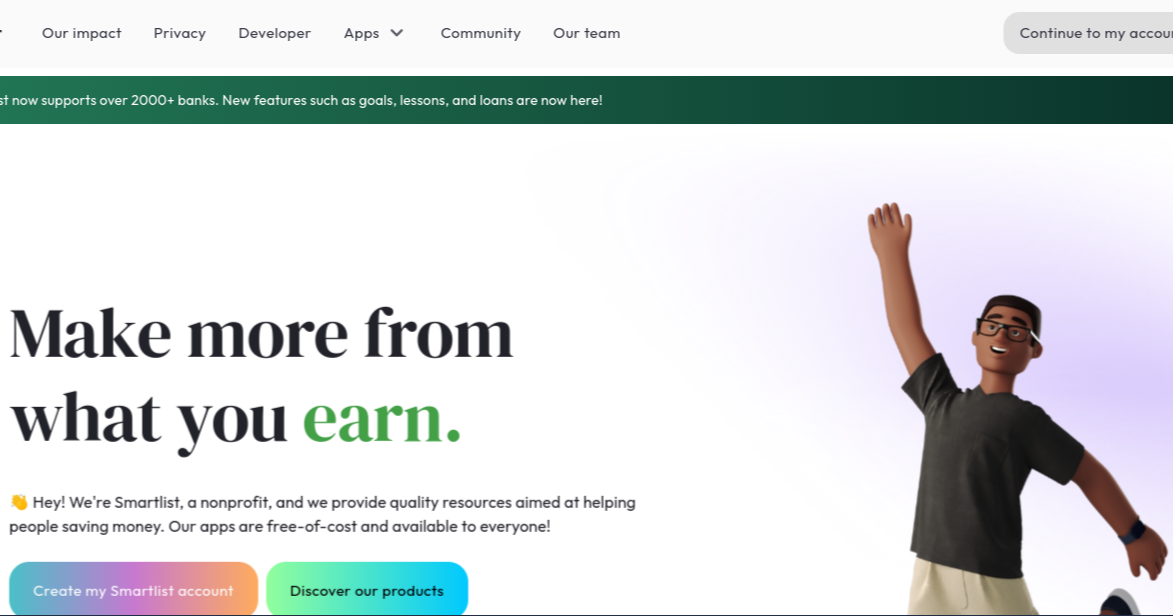 Our impact Privacy Developer Apps Community Our team Continue to my
now supports over 2000+ banks. New features such as goals, lessons, and loans are now here!
Make more from
what you earn.
👋 Hey! We're Smartlist, a nonprofit, and we provide quality resources aimed at helping
people saving money. Our apps are free-of-cost and available to everyone!
Create my Smartlist account Discover our products